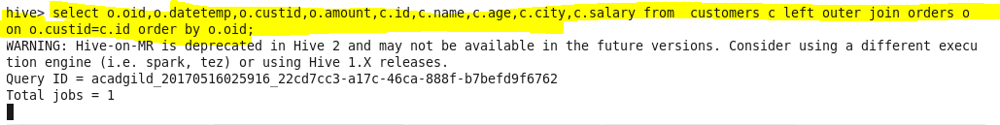 hive> select o.oid,o.datetemp,o.custid,o.amount,c.id,c.name,c.age,c.city,c.salary from  customers c left outer join orders o
on o.custid=c.id order by o.oid;
WARNING: Hive-on-MR is deprecated in Hive 2 and may not be available in the future versions. Consider using a different execu
tion engine (i.e. spark, tez) or using Hive 1.X releases.
Query ID = acadgild_20170516025916_22cd7cc3-a17c-46ca-888f-b7befd9f6762
Total jobs = 1